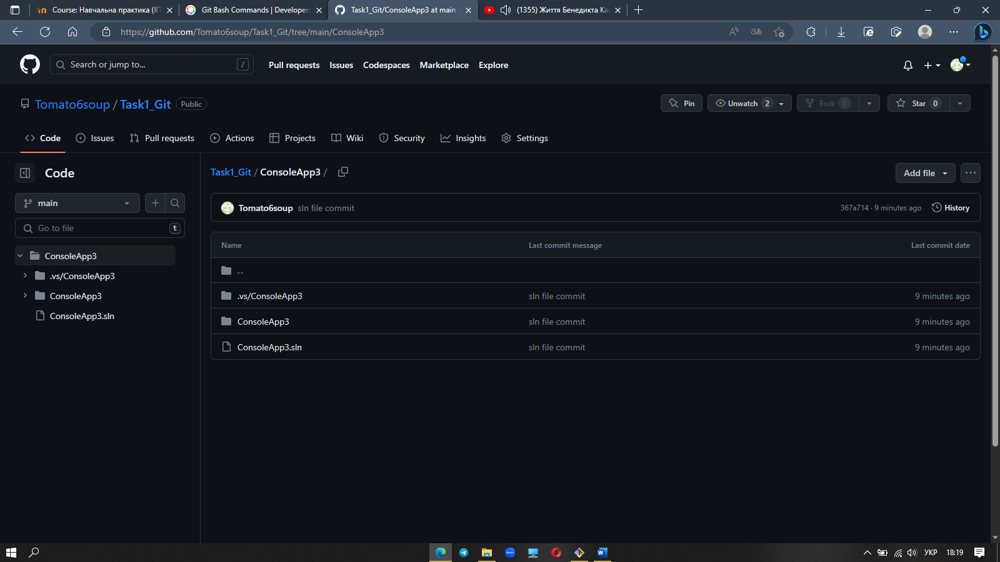 Course: Навчальна практика (ІП
Git Bash Commands | Developers
Task1_Git/ConsoleApp3 at main ·
(1355) Життя Бенедикта Ка
https://github.com/Tomato6soup/Task1_Git/tree/main/ConsoleApp3
Search or jump to... /
Pull requests Issues Codespaces Marketplace Explore
Tomato6soup / Task1_Git Public
Pin Unwatch 2 Fork 0 Star 0
Code Issues Pull requests Actions Projects Wiki Security Insights Settings
Code
main
Go to file t
ConsoleApp3
.vs/ConsoleApp3
ConsoleApp3
ConsoleApp3.sln
Task1_Git / ConsoleApp3 /
Add file
Tomato6soup sln file commit 367a714 · 9 minutes ago History
Name Last commit message Last commit date
..
.vs/ConsoleApp3 sln file commit 9 minutes ago
ConsoleApp3 sln file commit 9 minutes ago
ConsoleApp3.sln sln file commit 9 minutes ago
УКР 18:19